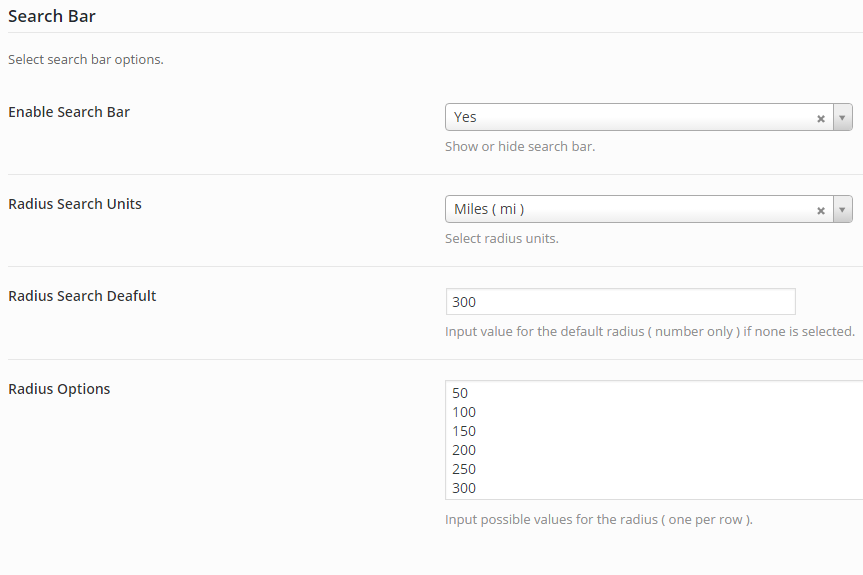 Search Bar
Select search bar options.
Enable Search Bar
Yes
Show or hide search bar.
Radius Search Units
Miles ( mi )
Select radius units.
Radius Search Deafult
300
Input value for the default radius ( number only ) if none is selected.
Radius Options
50
100
150
200
250
300
Input possible values for the radius ( one per row ).